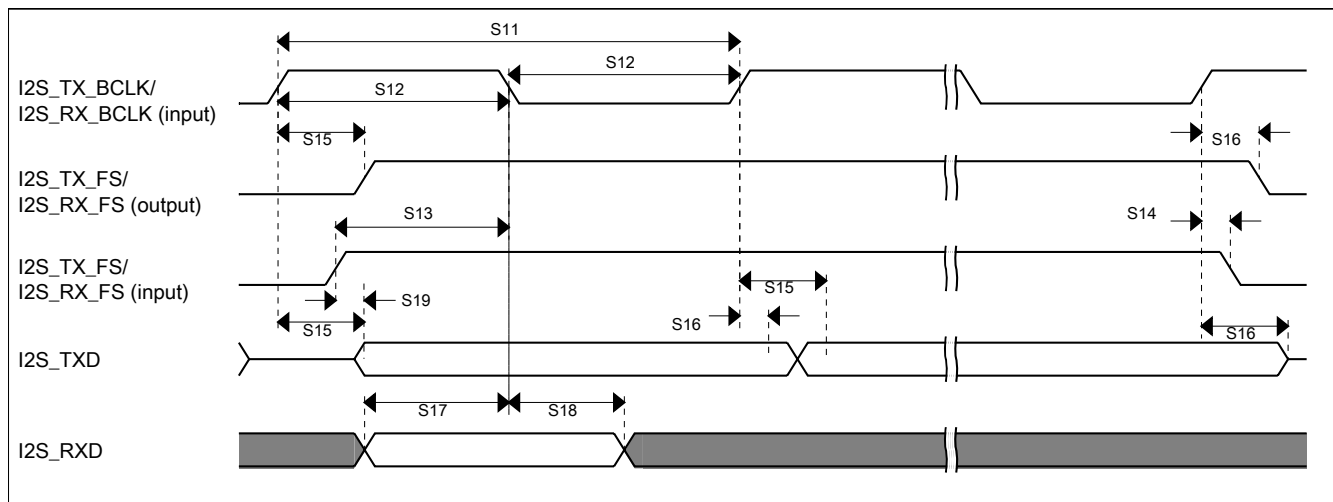 S11
S12
I2S_TX_BCLK/
I2S_RX_BCLK (input)
S12
S15
S16
I2S_TX_FS/
I2S_RX_FS (output)
S13
S14
I2S_TX_FS/
I2S_RX_FS (input)
S15
S19
S15
S16
S16
I2S_TXD
S17
S18
I2S_RXD